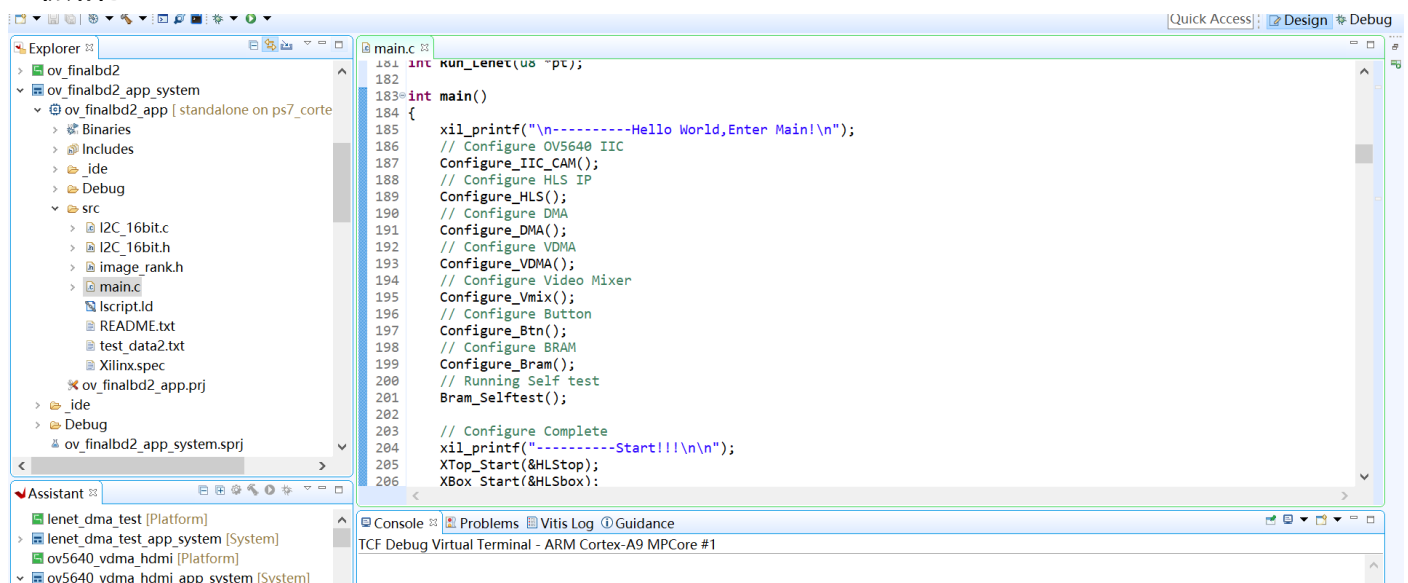 Quick Access
Design
Debug
Explorer
ov_finalbd2
ov_finalbd2_app_system
ov_finalbd2_app [ standalone on ps7_corte
Binaries
Includes
_ide
Debug
src
I2C_16bit.c
I2C_16bit.h
image_rank.h
main.c
lscript.ld
README.txt
test_data2.txt
Xilinx.spec
ov_finalbd2_app.prj
_ide
Debug
ov_finalbd2_app_system.sprj
Assistant
lenet_dma_test [Platform]
lenet_dma_test_app_system [System]
ov5640_vdma_hdmi [Platform]
ov5640_vdma_hdmi_app_system [System]
main.c
181 int Run_Lenet(u8 *pt);
182
183 int main()
184 {
185 xil_printf("\n----------Hello World,Enter Main!\n");
186 // Configure OV5640 IIC
187 Configure_IIC_CAM();
188 // Configure HLS IP
189 Configure_HLS();
190 // Configure DMA
191 Configure_DMA();
192 // Configure VDMA
193 Configure_VDMA();
194 // Configure Video Mixer
195 Configure_Vmix();
196 // Configure Button
197 Configure_Btn();
198 // Configure BRAM
199 Configure_Bram();
200 // Running Self test
201 Bram_Selftest();
202
203 // Configure Complete
204 xil_printf("----------Start!!!\n\n");
205 XTop_Start(&HLStop);
206 XBox_Start(&HLSbox);
Console
Problems
Vitis Log
Guidance
TCF Debug Virtual Terminal - ARM Cortex-A9 MPCore #1